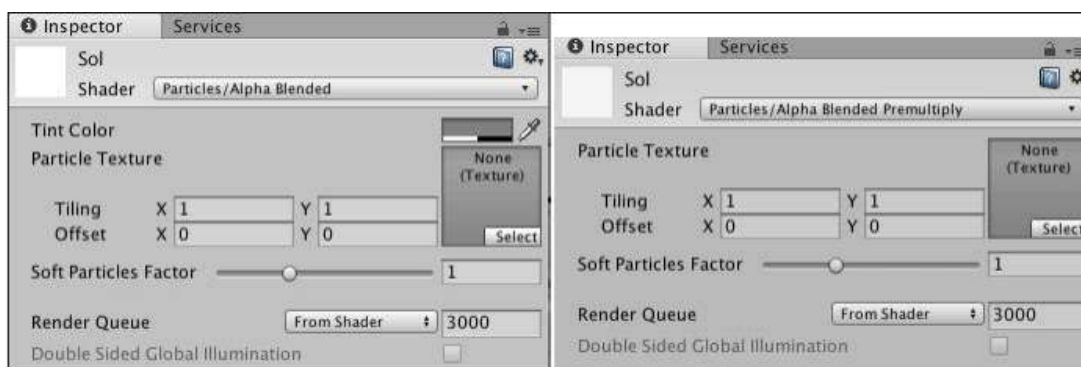 Inspector Services
Sol
Shader Particles/Alpha Blended
Tint Color
Particle Texture
None
(Texture)
Tiling X 1 Y 1
Offset X 0 Y 0
Select
Soft Particles Factor 1
Render Queue From Shader 3000
Double Sided Global Illumination
Inspector Services
Sol
Shader Particles/Alpha Blended Premultiply
Particle Texture
None
(Texture)
Tiling X 1 Y 1
Offset X 0 Y 0
Select
Soft Particles Factor 1
Render Queue From Shader 3000
Double Sided Global Illumination